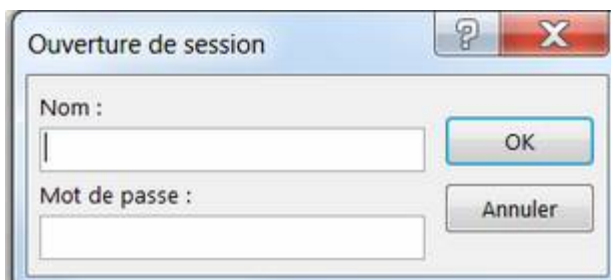 Ouverture de session
Nom :
OK
Mot de passe :
Annuler